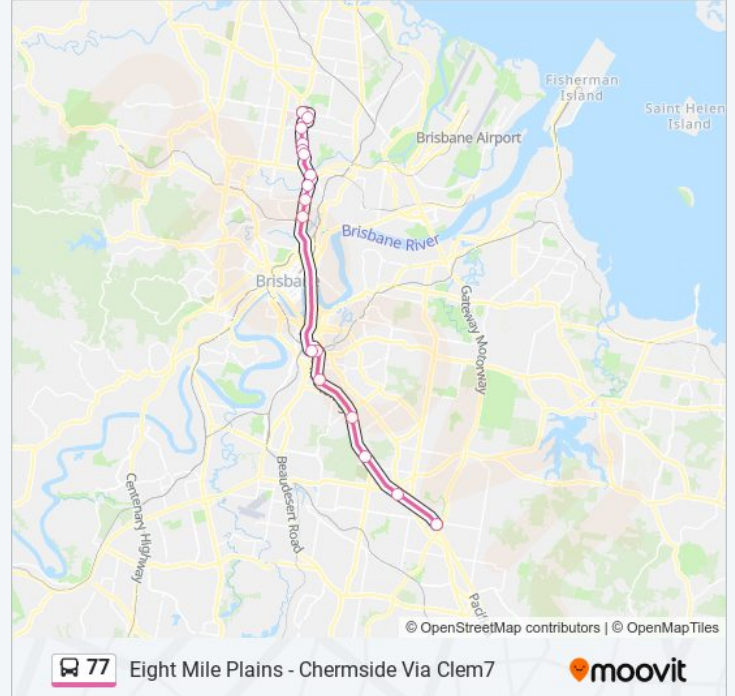 Fisherman
Island
Saint Helen
Island
Brisbane Airport
Brisbane River
Brisbane
Gateway Motorway
Beaudesert Road
Centenary Highway
Pacif
© OpenStreetMap contributors | © OpenMapTiles
77
Eight Mile Plains - Chermside Via Clem7
moovit